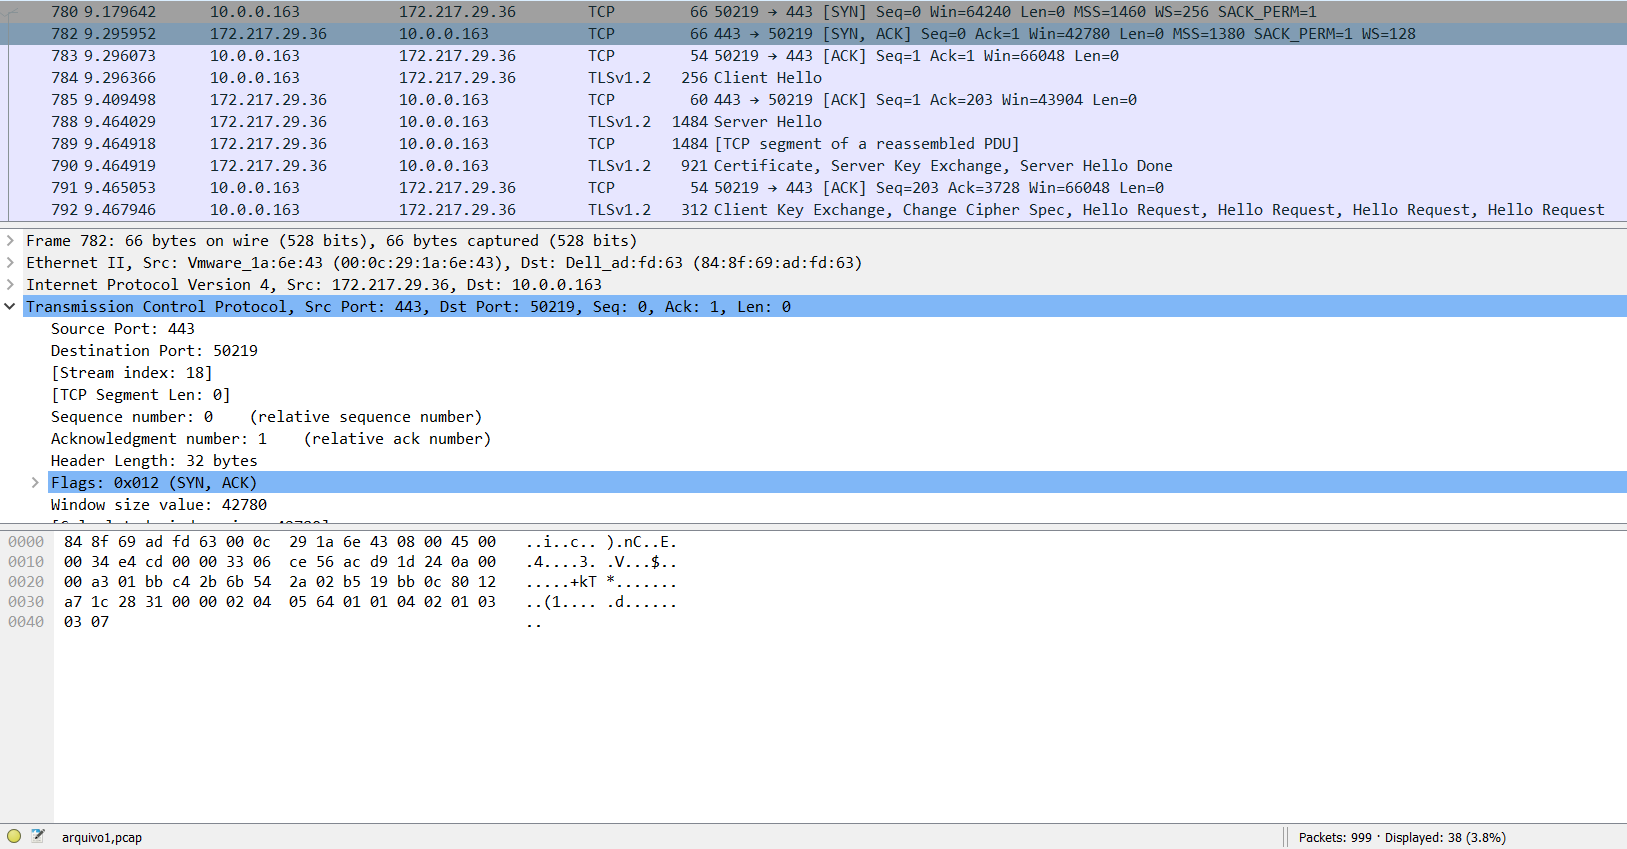 780 9.179642 10.0.0.163 172.217.29.36 TCP 66 50219 → 443 [SYN] Seq=0 Win=64240 Len=0 MSS=1460 WS=256 SACK_PERM=1
782 9.295952 172.217.29.36 10.0.0.163 TCP 66 443 → 50219 [SYN, ACK] Seq=0 Ack=1 Win=42780 Len=0 MSS=1380 SACK_PERM=1 WS=128
783 9.296073 10.0.0.163 172.217.29.36 TCP 54 50219 → 443 [ACK] Seq=1 Ack=1 Win=66048 Len=0
784 9.296366 10.0.0.163 172.217.29.36 TLSv1.2 256 Client Hello
785 9.409498 172.217.29.36 10.0.0.163 TCP 60 443 → 50219 [ACK] Seq=1 Ack=203 Win=43904 Len=0
788 9.464029 172.217.29.36 10.0.0.163 TLSv1.2 1484 Server Hello
789 9.464918 172.217.29.36 10.0.0.163 TCP 1484 [TCP segment of a reassembled PDU]
790 9.464919 172.217.29.36 10.0.0.163 TLSv1.2 921 Certificate, Server Key Exchange, Server Hello Done
791 9.465053 10.0.0.163 172.217.29.36 TCP 54 50219 → 443 [ACK] Seq=203 Ack=3728 Win=66048 Len=0
792 9.467946 10.0.0.163 172.217.29.36 TLSv1.2 312 Client Key Exchange, Change Cipher Spec, Hello Request, Hello Request, Hello Request, Hello Request
Frame 782: 66 bytes on wire (528 bits), 66 bytes captured (528 bits)
Ethernet II, Src: Vmware_1a:6e:43 (00:0c:29:1a:6e:43), Dst: Dell_ad:fd:63 (84:8f:69:ad:fd:63)
Internet Protocol Version 4, Src: 172.217.29.36, Dst: 10.0.0.163
Transmission Control Protocol, Src Port: 443, Dst Port: 50219, Seq: 0, Ack: 1, Len: 0
Source Port: 443
Destination Port: 50219
[Stream index: 18]
[TCP Segment Len: 0]
Sequence number: 0 (relative sequence number)
Acknowledgment number: 1 (relative ack number)
Header Length: 32 bytes
Flags: 0x012 (SYN, ACK)
Window size value: 42780
0000 84 8f 69 ad fd 63 00 0c 29 1a 6e 43 08 00 45 00 ..i..c.. ).nC..E.
0010 00 34 e4 cd 00 00 33 06 ce 56 ac d9 1d 24 0a 00 .4....3. .V...$..
0020 00 a3 01 bb c4 2b 6b 54 2a 02 b5 19 bb 0c 80 12 .....+kT *.......
0030 a7 1c 28 31 00 00 02 04 05 64 01 01 04 02 01 03 ..(1.... .d......
0040 03 07 ..
arquivo1,pcap Packets: 999 · Displayed: 38 (3.8%)